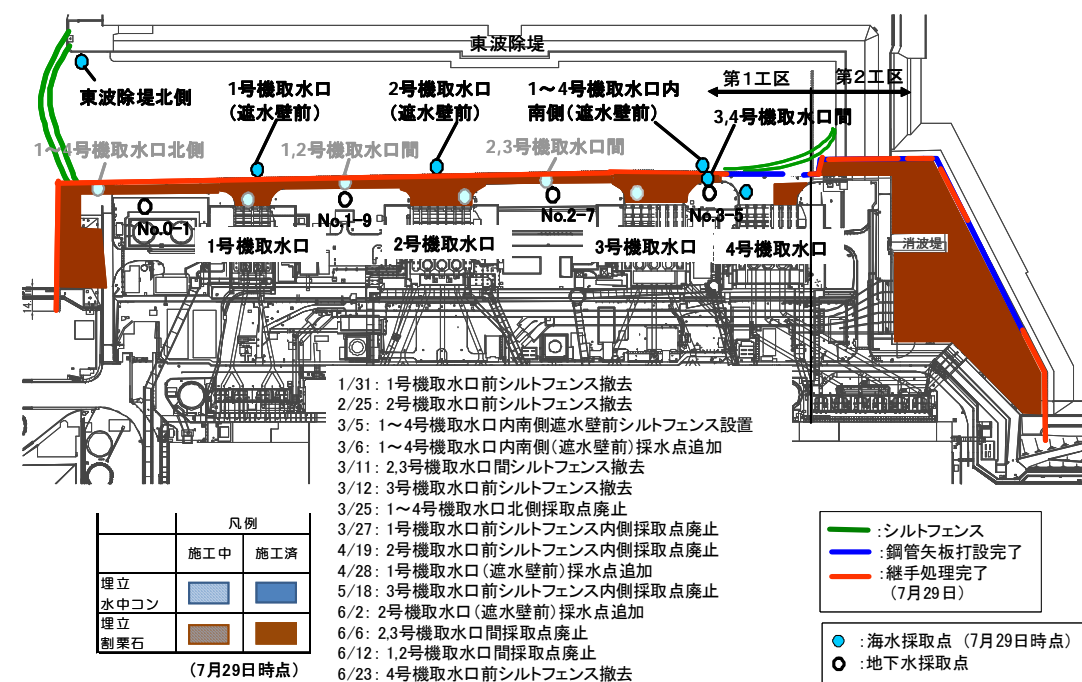 東波除堤
第1工区
第2工区
東波除堤北側
1号機取水口
(遮水壁前)
2号機取水口
(遮水壁前)
1～4号機取水口内
南側(遮水壁前)
3,4号機取水口間
1～4号機取水口北側
1,2号機取水口間
2,3号機取水口間
No.0-1
No.1-9
No.2-7
No.3-5
1号機取水口
2号機取水口
3号機取水口
4号機取水口
消波堤
1/31: 1号機取水口前シルトフェンス撤去
2/25: 2号機取水口前シルトフェンス撤去
3/5: 1～4号機取水口内南側遮水壁前シルトフェンス設置
3/6: 1～4号機取水口内南側(遮水壁前)採水点追加
3/11: 2,3号機取水口間シルトフェンス撤去
3/12: 3号機取水口前シルトフェンス撤去
3/25: 1～4号機取水口北側採取点廃止
3/27: 1号機取水口前シルトフェンス内側採取点廃止
4/19: 2号機取水口前シルトフェンス内側採取点廃止
4/28: 1号機取水口(遮水壁前)採水点追加
5/18: 3号機取水口前シルトフェンス内側採取点廃止
6/2: 2号機取水口(遮水壁前)採水点追加
6/6: 2,3号機取水口間採取点廃止
6/12: 1,2号機取水口間採取点廃止
6/23: 4号機取水口前シルトフェンス撤去
凡例
施工中 施工済
埋立
水中コン
埋立
割栗石
(7月29日時点)
:シルトフェンス
:鋼管矢板打設完了
:継手処理完了
(7月29日)
:海水採取点 (7月29日時点)
:地下水採取点